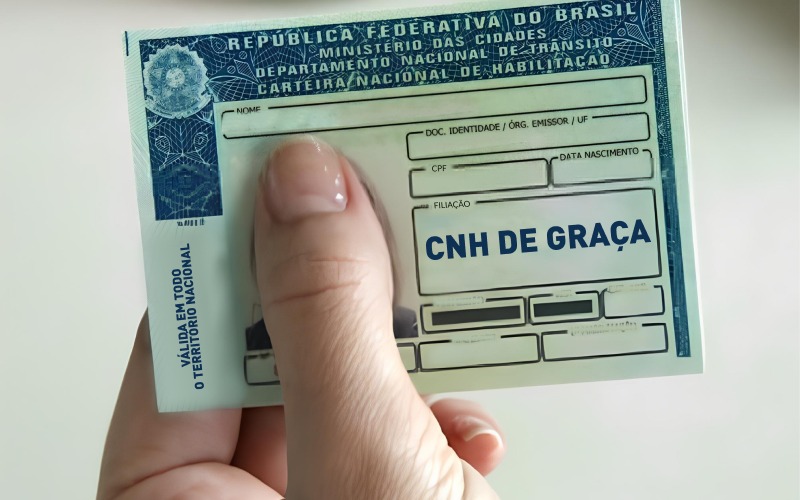 REPÚBLICA FEDERATIVA DO BRASIL
MINISTÉRIO DAS CIDADES
DEPARTAMENTO NACIONAL DE TRÂNSITO
CARTEIRA NACIONAL DE HABILITAÇÃO
NOME
DOC. IDENTIDADE / ÓRG. EMISSOR / UF
CPF
DATA NASCIMENTO
FILIAÇÃO
CNH DE GRAÇA
VÁLIDA EM TODO
O TERRITÓRIO NACIONAL